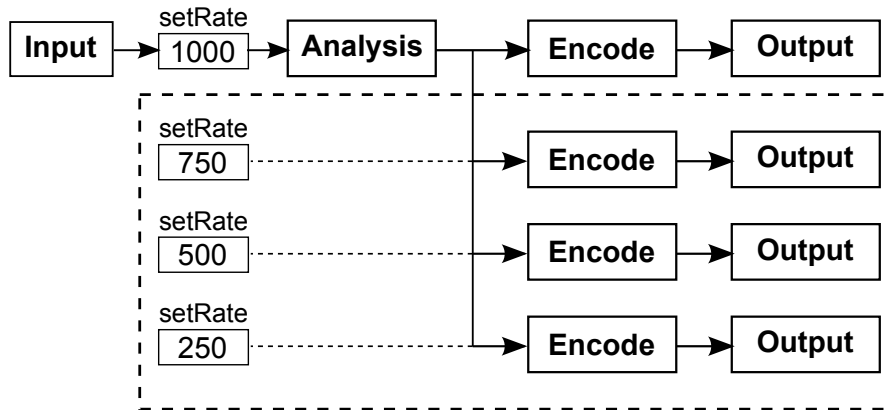 setRate
Input 1000 Analysis Encode Output
setRate
750 Encode Output
setRate
500 Encode Output
setRate
250 Encode Output